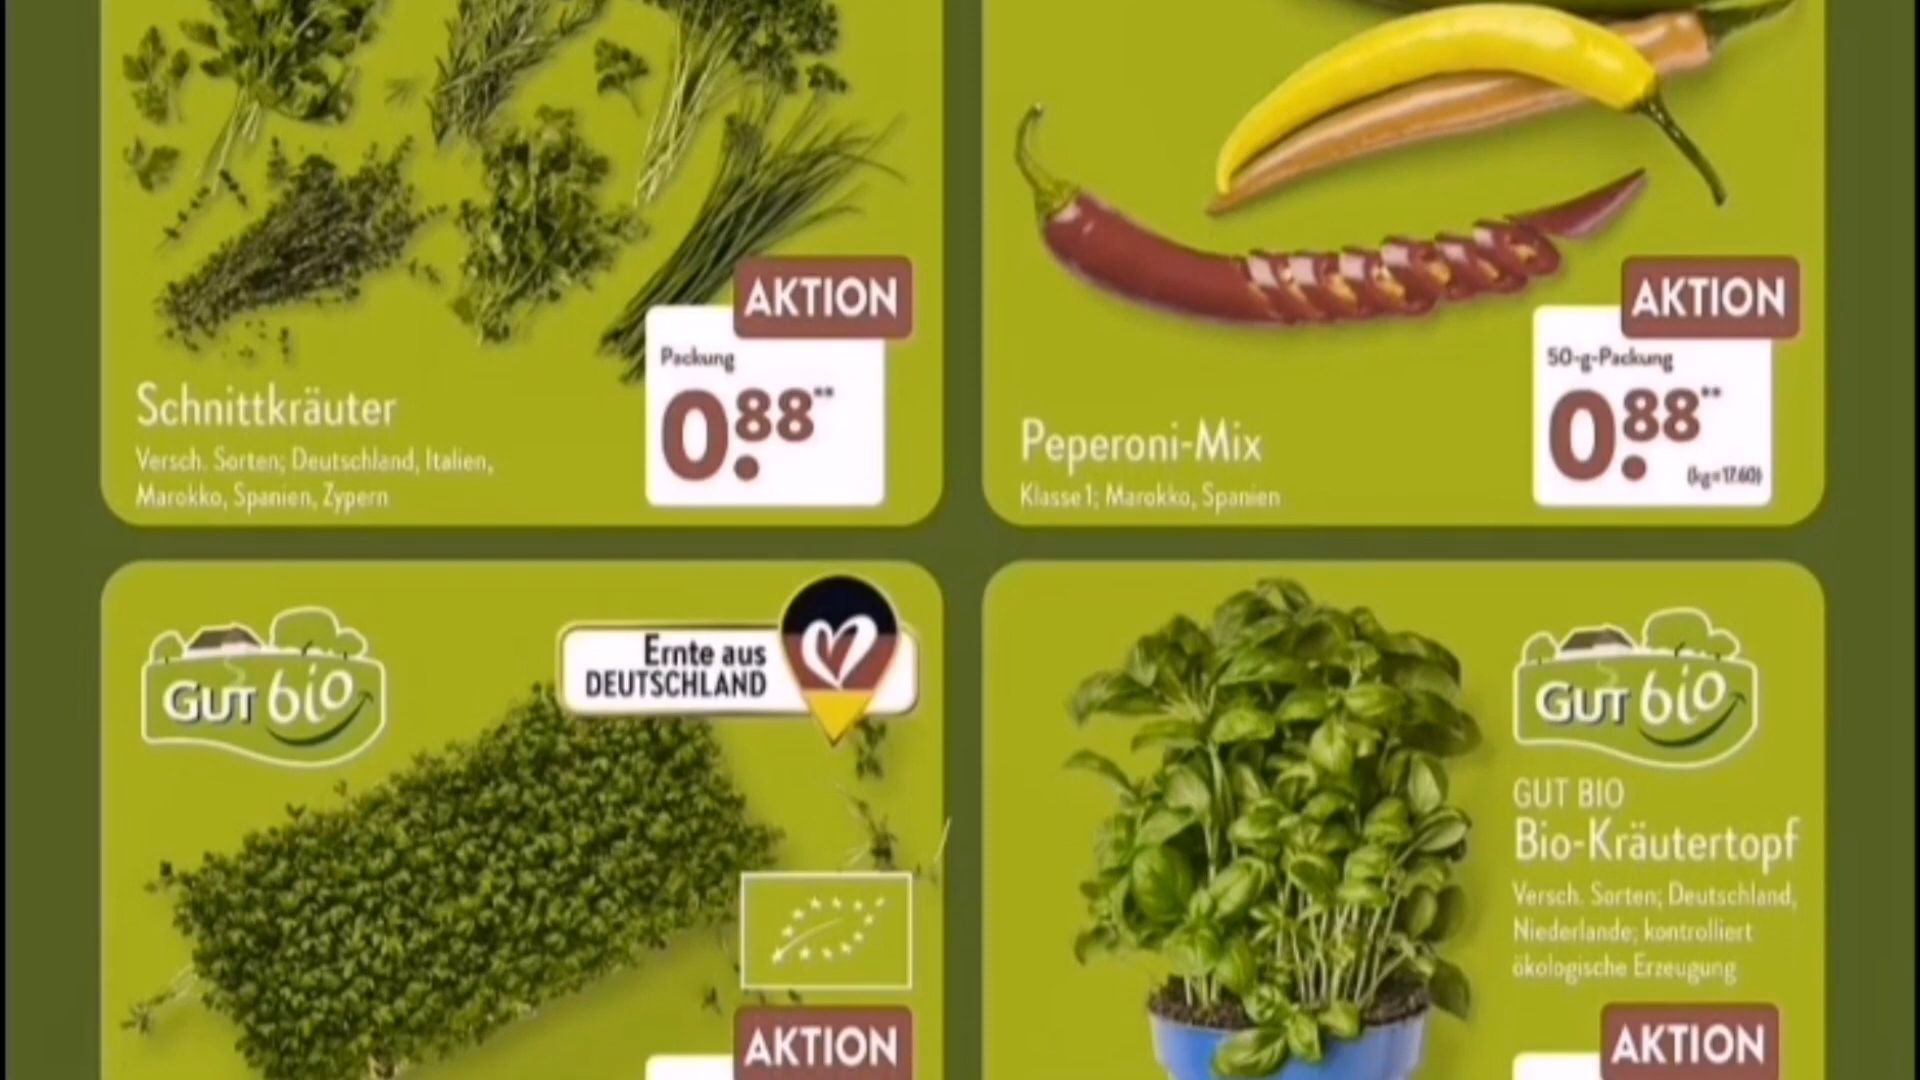 AKTION
Packung
0.88**
Schnittkräuter
Versch. Sorten; Deutschland, Italien,
Marokko, Spanien, Zypern
AKTION
50-g-Packung
0.88**
(kg=17.60)
Peperoni-Mix
Klasse 1; Marokko, Spanien
GUT bio
Ernte aus
DEUTSCHLAND
AKTION
GUT bio
GUT BIO
Bio-Kräutertopf
Versch. Sorten; Deutschland,
Niederlande; kontrolliert
ökologische Erzeugung
AKTION